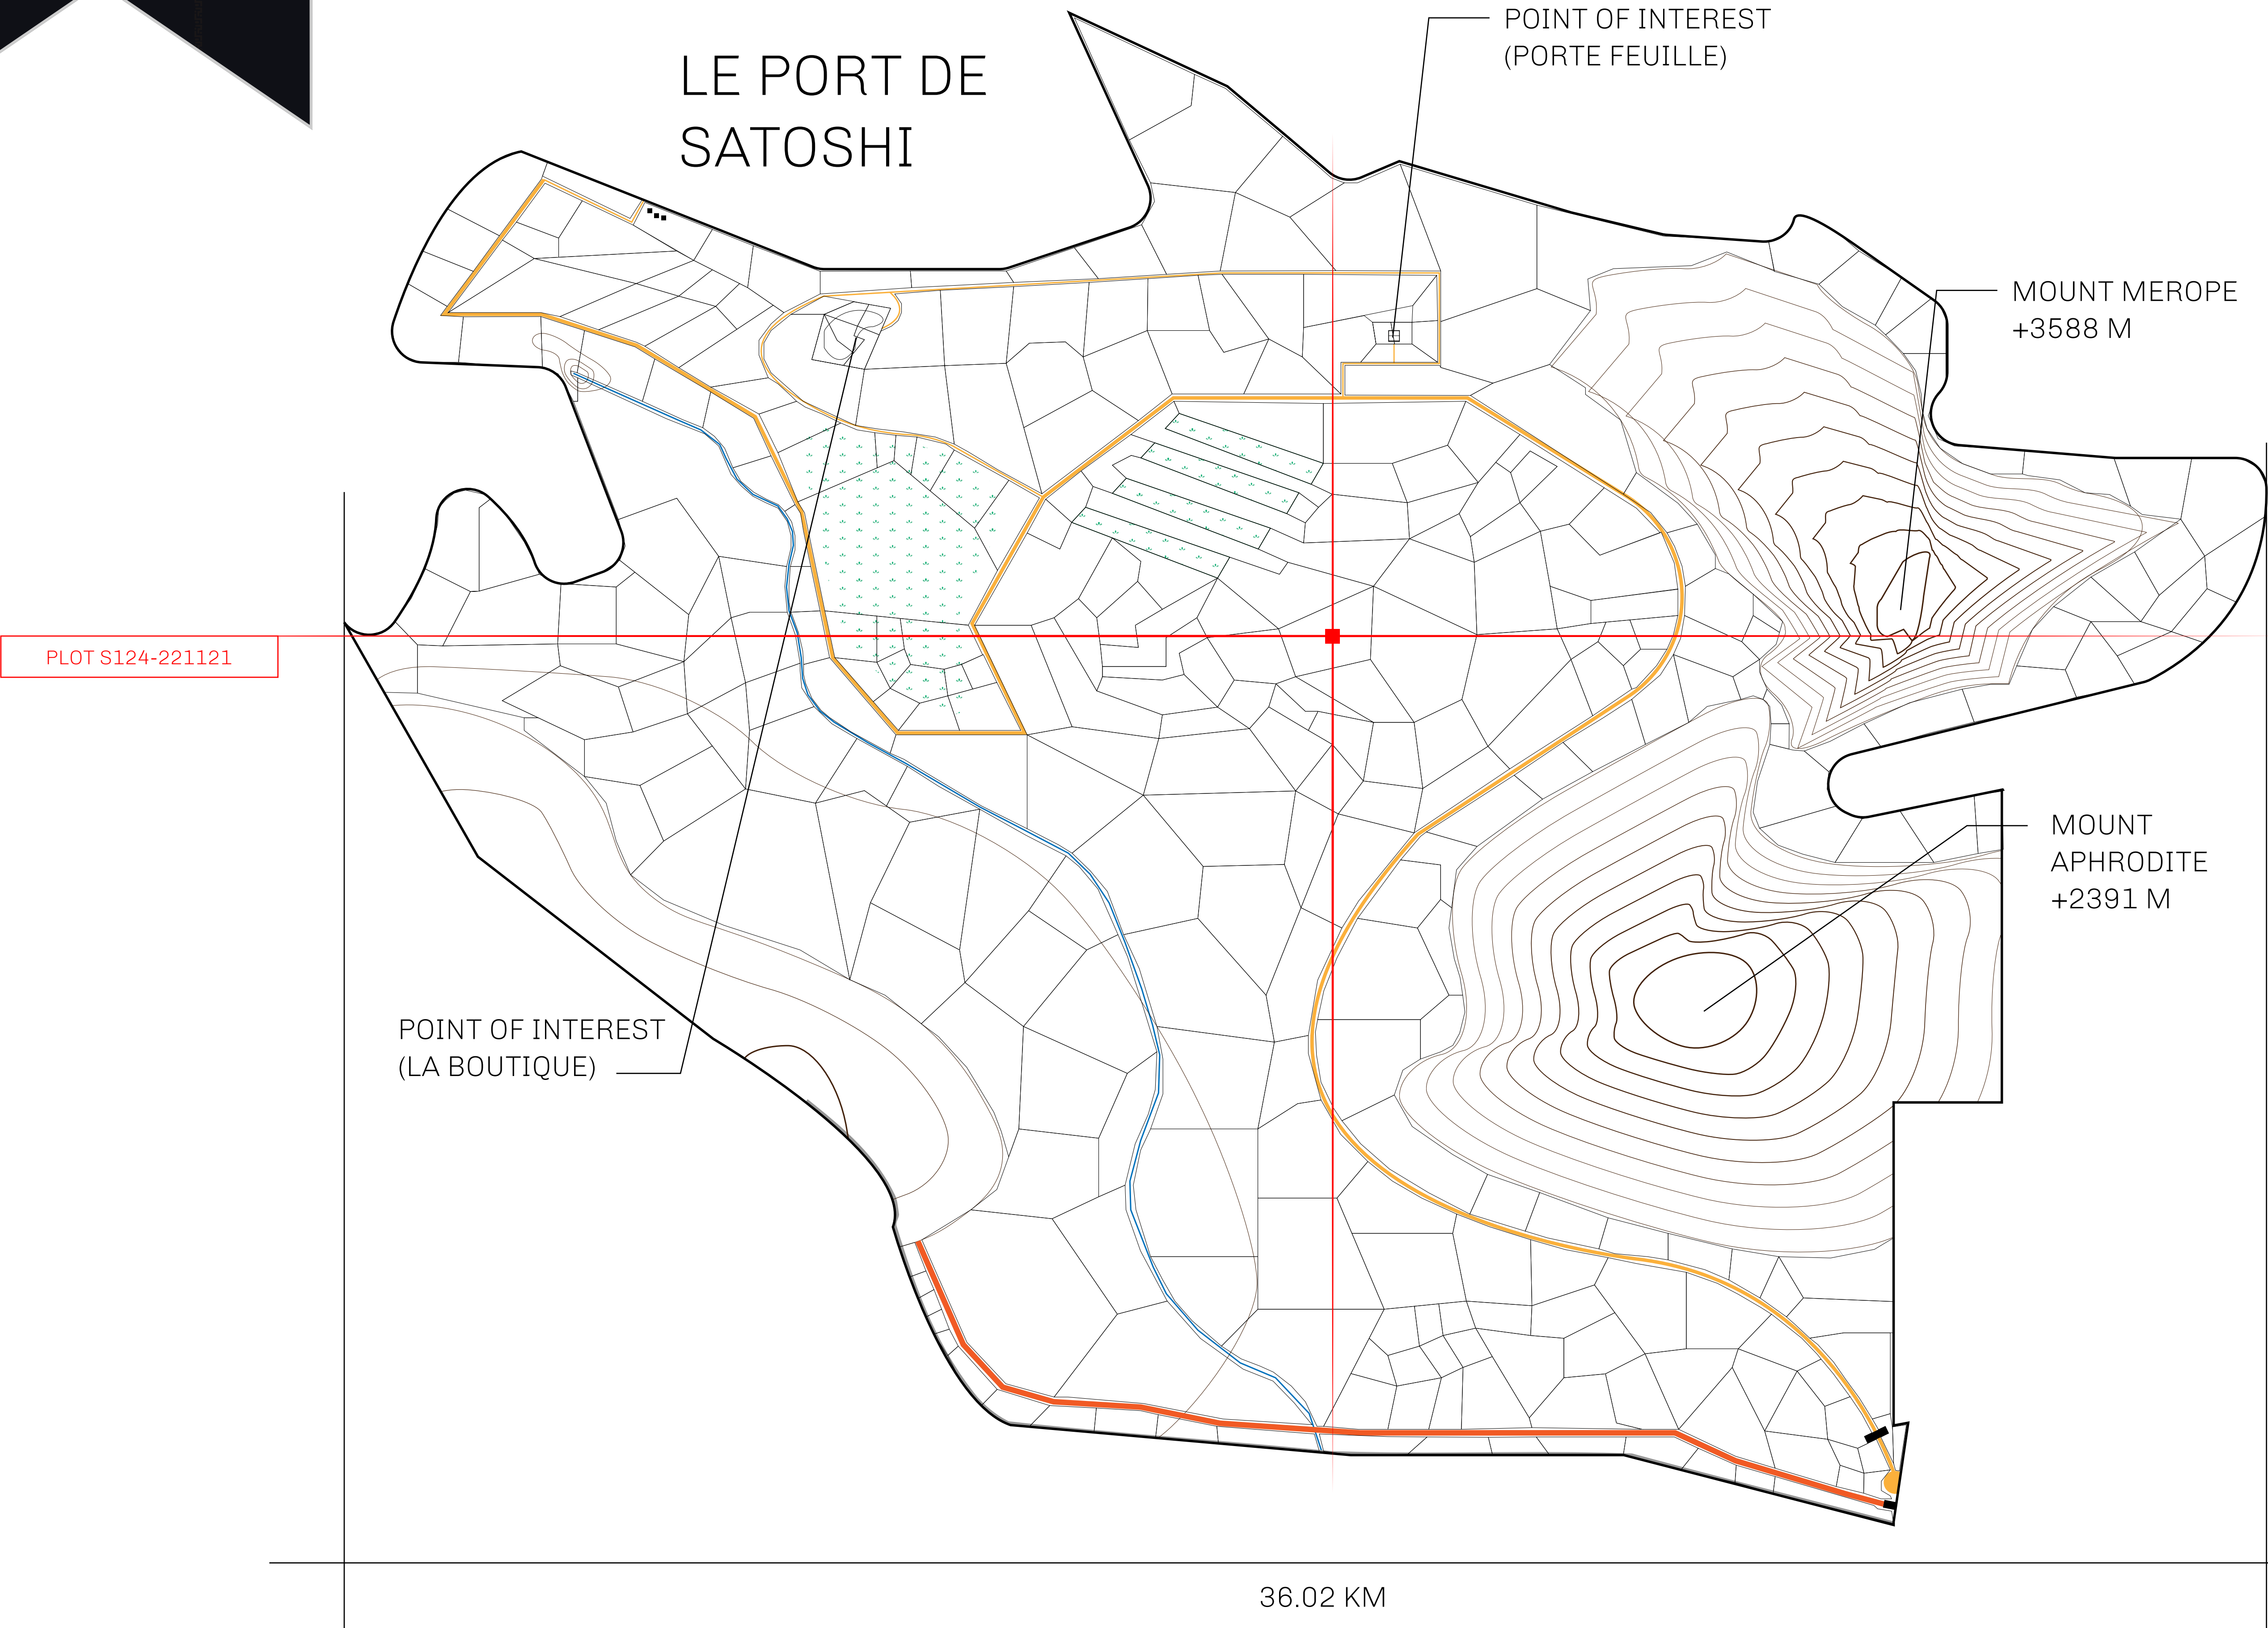 POINT OF INTEREST
(PORTE FEUILLE)
LE PORT DE
SATOSHI
MOUNT MEROPE
+3588 M
PLOT S124-221121
MOUNT
APHRODITE
+2391 M
POINT OF INTEREST
(LA BOUTIQUE)
36.02 KM